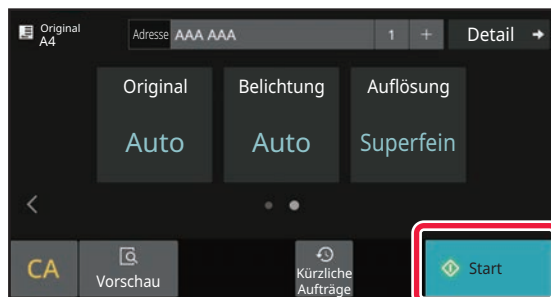 Original
A4
Adresse AAA AAA 1 + Detail
Original Belichtung Auflösung
Auto Auto Superfein
CA
Vorschau
Kürzliche
Aufträge
Start